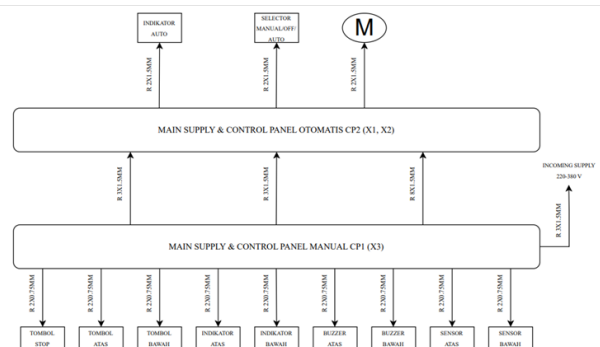 INDIKATOR
AUTO
SELECTOR
MANUAL/OFF/
AUTO
M
R 2X1.5MM
R 2X1.5MM
R 2X1.5MM
MAIN SUPPLY & CONTROL PANEL OTOMATIS CP2 (X1, X2)
R 3X1.5MM
R 3X1.5MM
R 8X1.5MM
INCOMING SUPPLY
220-380 V
R 3X1.5MM
MAIN SUPPLY & CONTROL PANEL MANUAL CP1 (X3)
R 2X0.75MM
R 2X0.75MM
R 2X0.75MM
R 2X0.75MM
R 2X0.75MM
R 2X0.75MM
R 2X0.75MM
R 2X0.75MM
R 2X0.75MM
TOMBOL
STOP
TOMBOL
ATAS
TOMBOL
BAWAH
INDIKATOR
ATAS
INDIKATOR
BAWAH
BUZZER
ATAS
BUZZER
BAWAH
SENSOR
ATAS
SENSOR
BAWAH